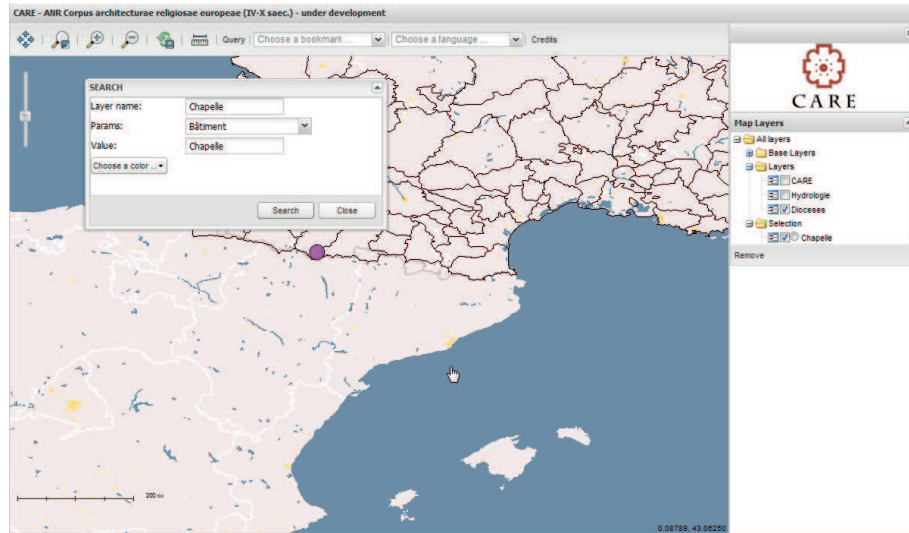 CARE - ANR Corpus architecturae religiosae europeae (IV-X saec.) - under development
Query Choose a bookmark ... Choose a language ... Credits
SEARCH
Layer name: Chapelle
Params: Bâtiment
Value: Chapelle
Choose a color ...
Search Close
200 KM
0.08789, 43.06250
CARE
Map Layers
All layers
Base Layers
Layers
CARE
Hydrologie
Dioceses
Selection
Chapelle
Remove